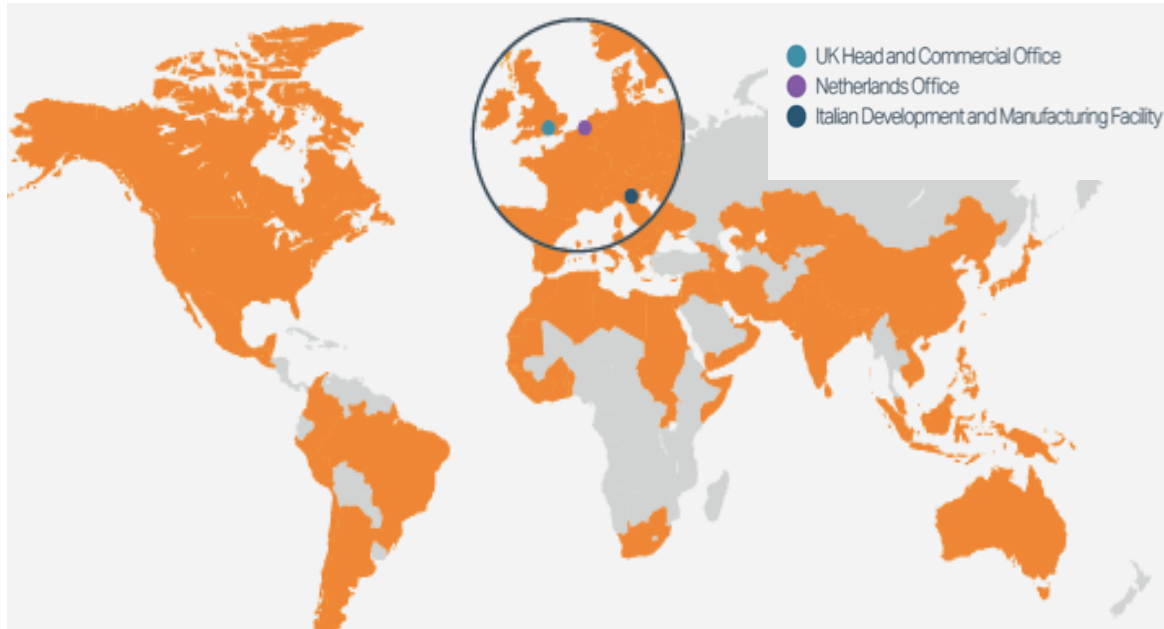 UK Head and Commercial Office
Netherlands Office
Italian Development and Manufacturing Facility